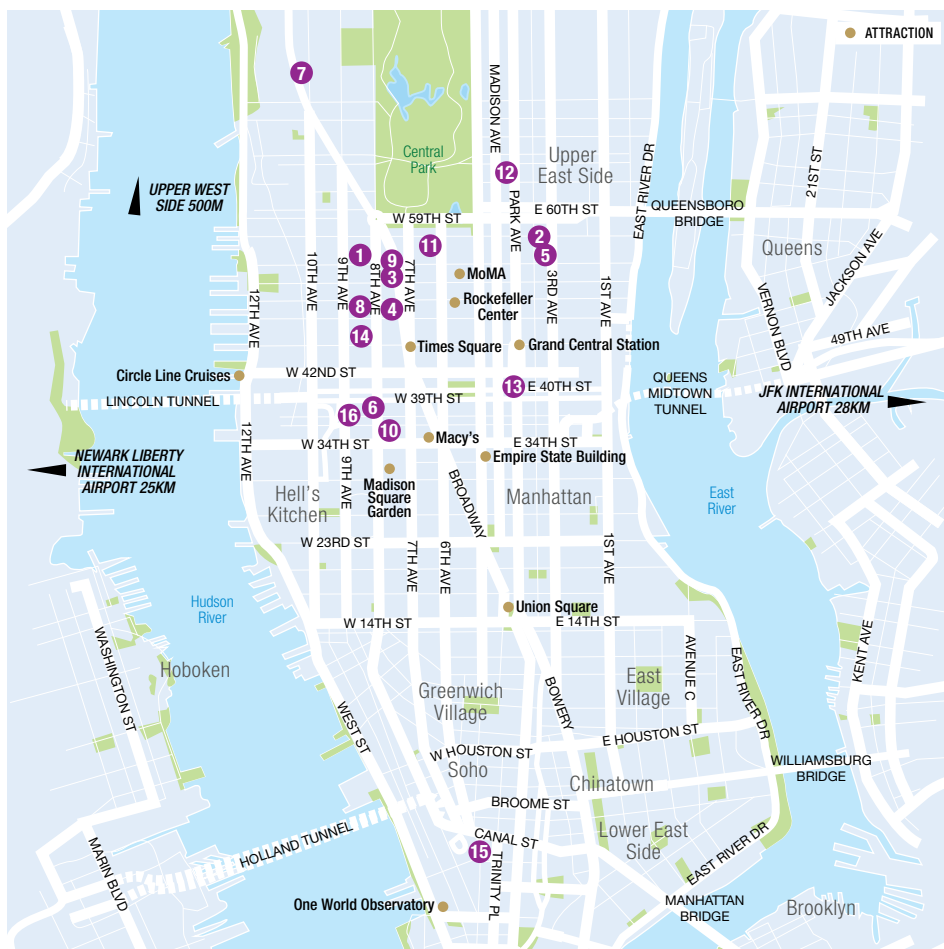 ATTRACTION
7
MADISON AVE
Central
Park
Upper
East Side
12
21ST ST
EAST RIVER DR
UPPER WEST
SIDE 500M
PARK AVE
E 60TH ST
QUEENSBORO
BRIDGE
W 59TH ST
2
11
5
1
9
3
Queens
JACKSON AVE
10TH AVE
9TH AVE
8TH AVE
7TH AVE
MoMA
3RD AVE
1ST AVE
12TH AVE
8
4
Rockefeller
Center
VERNON BLVD
14
49TH AVE
Times Square
Grand Central Station
Circle Line Cruises
W 42ND ST
13
E 40TH ST
QUEENS
MIDTOWN
TUNNEL
JFK INTERNATIONAL
AIRPORT 28KM
LINCOLN TUNNEL
W 39TH ST
16
6
10
12TH AVE
W 34TH ST
Macy's
E 34TH ST
Empire State Building
NEWARK LIBERTY
INTERNATIONAL
AIRPORT 25KM
9TH AVE
Madison
Square
Garden
Hell's
Kitchen
BROADWAY
Manhattan
East
River
W 23RD ST
7TH AVE
6TH AVE
1ST AVE
Hudson
River
Union Square
W 14TH ST
E 14TH ST
WASHINGTON ST
Hoboken
AVENUE C
KENT AVE
Greenwich
Village
BOWERY
East
Village
EAST RIVER DR
WEST ST
W HOUSTON ST
E HOUSTON ST
Soho
Chinatown
WILLIAMSBURG
BRIDGE
BROOME ST
HOLLAND TUNNEL
CANAL ST
Lower East
Side
EAST RIVER DR
MARIN BLVD
15
TRINITY PL
One World Observatory
MANHATTAN
BRIDGE
Brooklyn